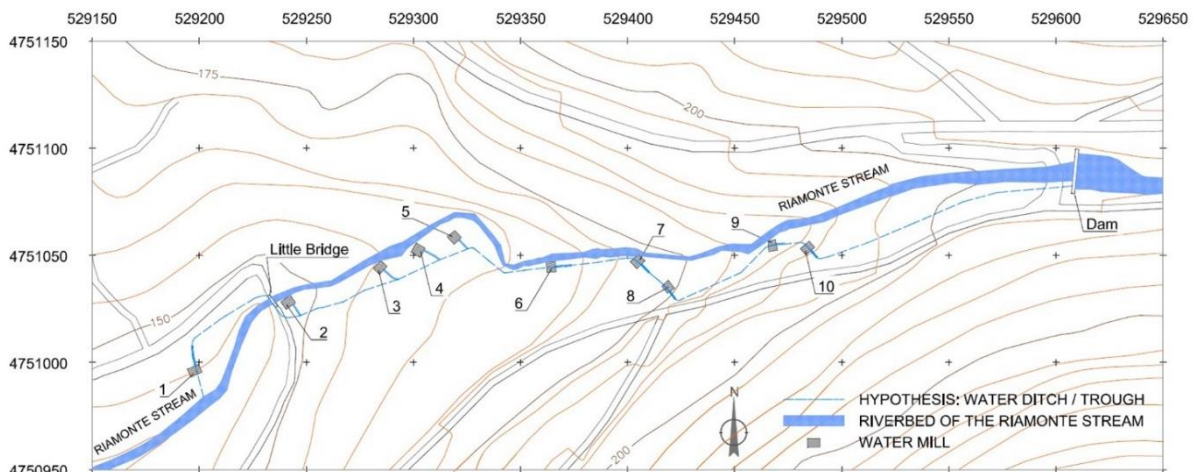 529150 529200 529250 529300 529350 529400 529450 529500 529550 529600 529650
4751150
175
200
4751100
RIAMONTE STREAM
5
7
9
Little Bridge
Dam
4751050
10
8
6
4
3
2
150
4751000
1
N
HYPOTHESIS: WATER DITCH / TROUGH
RIAMONTE STREAM
RIVERBED OF THE RIAMONTE STREAM
WATER MILL
200
4750950